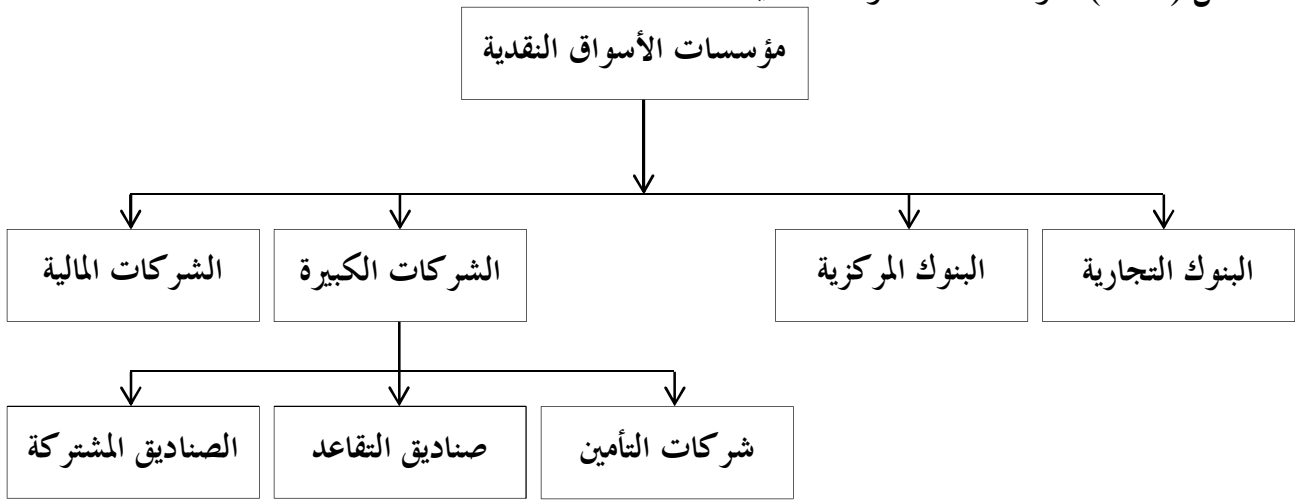 مؤسسات الأسواق النقدية
البنوك التجارية
البنوك المركزية
الشركات الكبيرة
الشركات المالية
شركات التأمين
صناديق التقاعد
الصناديق المشتركة